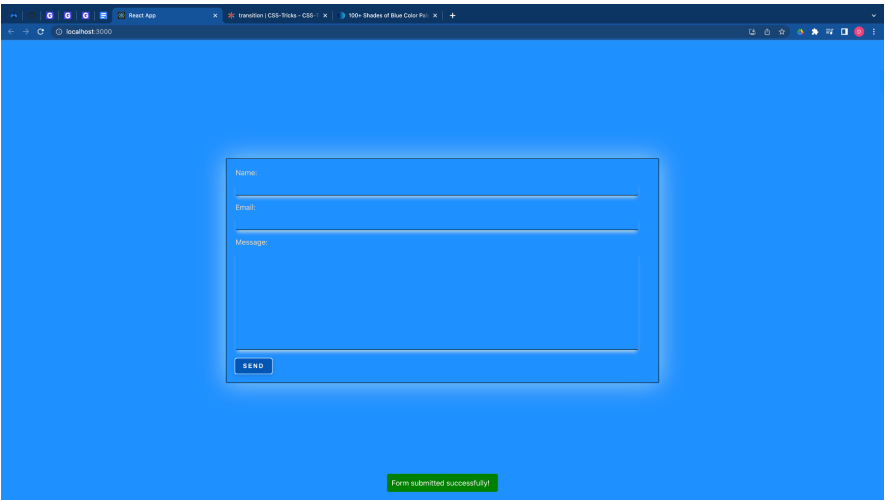 React App
transition | CSS-Tricks - CSS-T
100+ Shades of Blue Color Pale
localhost:3000
Name:
Email:
Message:
SEND
Form submitted successfully!